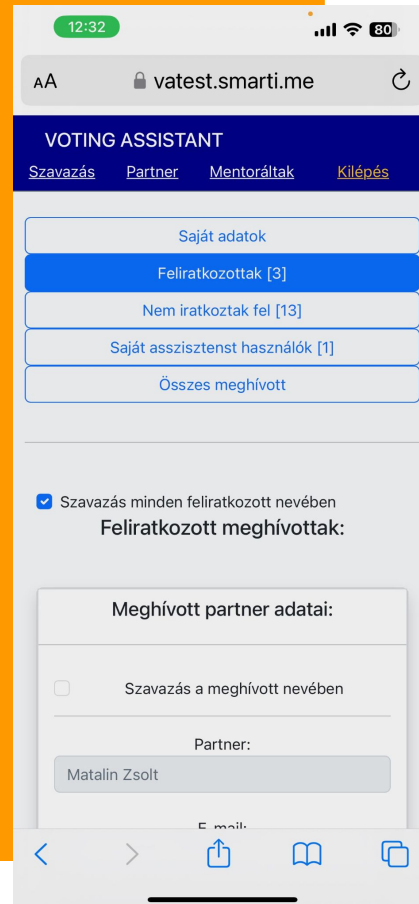 12:32
80
AA
vatest.smarti.me
VOTING ASSISTANT
Szavazás Partner Mentoráltak Kilépés
Saját adatok
Feliratkozottak [3]
Nem iratkoztak fel [13]
Saját asszisztenst használók [1]
Összes meghívott
Szavazás minden feliratkozott nevében
Feliratkozott meghívottak:
Meghívott partner adatai:
Szavazás a meghívott nevében
Partner:
Matalin Zsolt
E-mail: